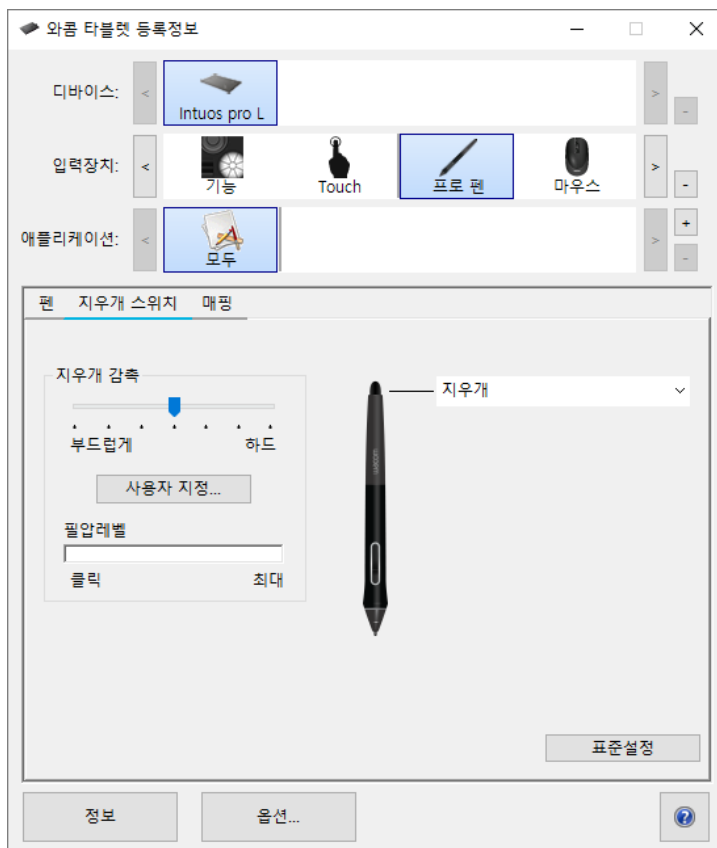 와콤 타블렛 등록정보
디바이스:
<
Intuos pro L
>
-
입력장치:
<
기능
Touch
프로 펜
마우스
>
-
애플리케이션:
<
모두
>
+
-
펜 지우개 스위치 매핑
지우개 감촉
부드럽게 하드
사용자 지정...
필압레벨
클릭 최대
wacom
지우개
표준설정
정보 옵션... ?